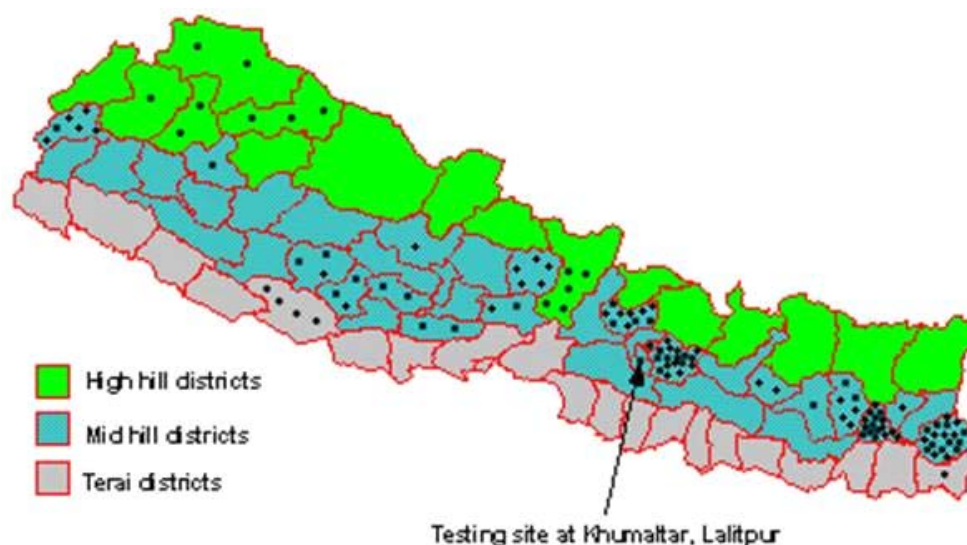 High hill districts
Mid hill districts
Terai districts
Testing site at Khumaltar, Lalitpur